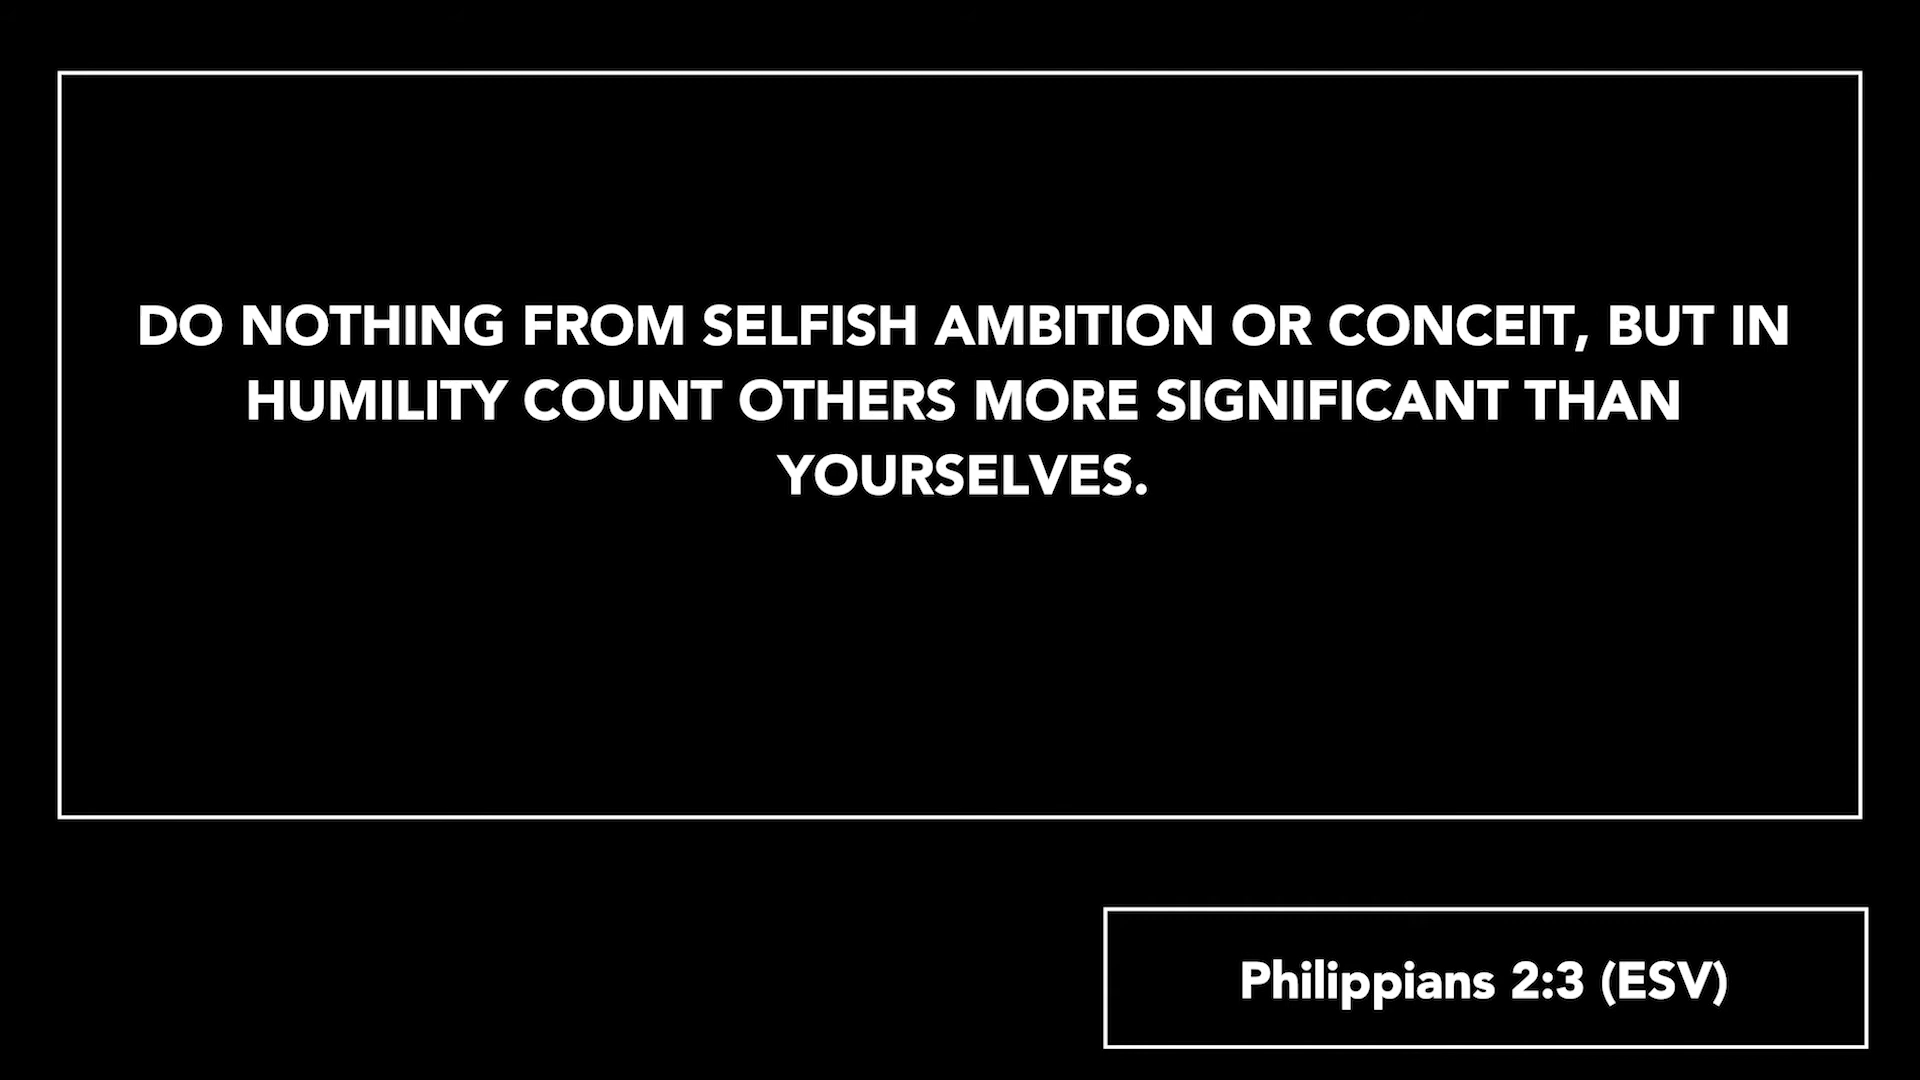 DO NOTHING FROM SELFISH AMBITION OR CONCEIT, BUT IN
HUMILITY COUNT OTHERS MORE SIGNIFICANT THAN
YOURSELVES.
Philippians 2:3 (ESV)